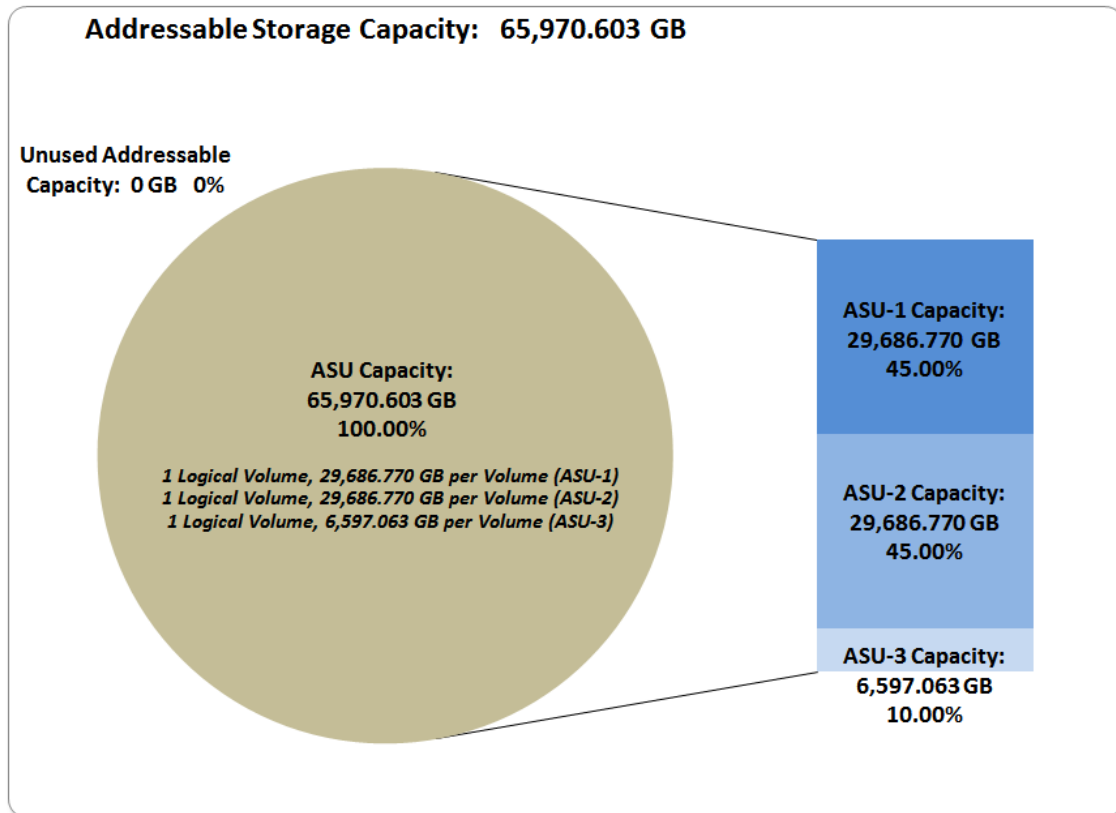 Addressable Storage Capacity: 65,970.603 GB
Unused Addressable
Capacity: 0 GB 0%
ASU Capacity:
65,970.603 GB
100.00%
1 Logical Volume, 29,686.770 GB per Volume (ASU-1)
1 Logical Volume, 29,686.770 GB per Volume (ASU-2)
1 Logical Volume, 6,597.063 GB per Volume (ASU-3)
ASU-1 Capacity:
29,686.770 GB
45.00%
ASU-2 Capacity:
29,686.770 GB
45.00%
ASU-3 Capacity:
6,597.063 GB
10.00%